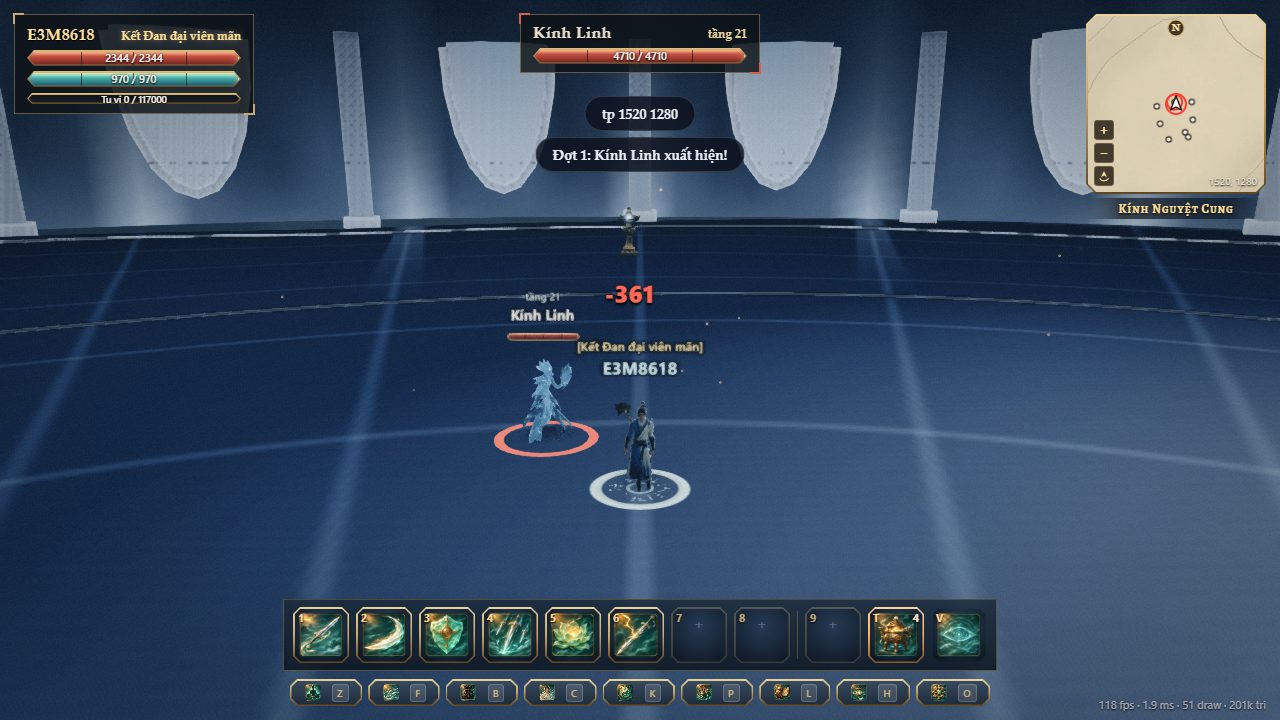 E3M8618 Kết Đan đại viên mãn
2344 / 2344
970 / 970
Tu vi 0 / 117000
Kính Linh tầng 21
4710 / 4710
tp 1520 1280
Đợt 1: Kính Linh xuất hiện!
N
+
−
1520, 1280
Kính Nguyệt Cung
-361
tầng 21
Kính Linh
[Kết Đan đại viên mãn]
E3M8618
1 2 3 4 5 6 7 + 8 + 9 + T 4 V
Z F B C K P L H O
118 fps · 1.9 ms · 51 draw · 201k tri